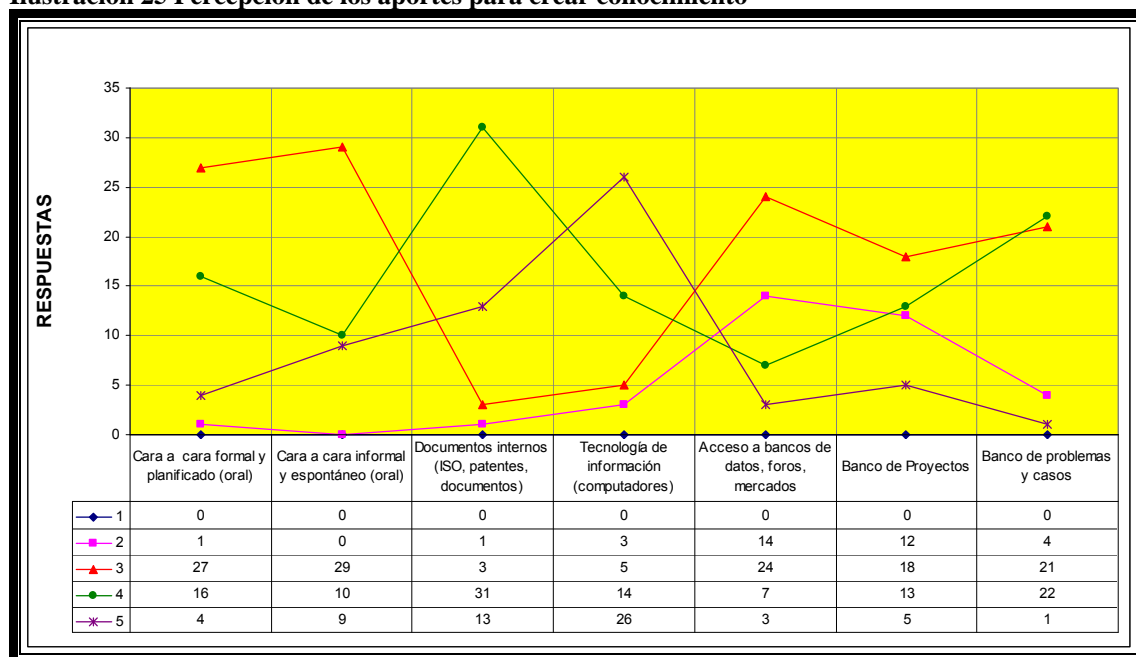 Ilustración 25 Percepción de los aportes para crear conocimiento
35
30
25
20
15
10
5
0
RESPUESTAS
Cara a cara formal y planificado (oral)
Cara a cara informal y espontáneo (oral)
Documentos internos (ISO, patentes, documentos)
Tecnología de información (computadores)
Acceso a bancos de datos, foros, mercados
Banco de Proyectos
Banco de problemas y casos
1 0 0 0 0 0 0 0
2 1 0 1 3 14 12 4
3 27 29 3 5 24 18 21
4 16 10 31 14 7 13 22
5 4 9 13 26 3 5 1